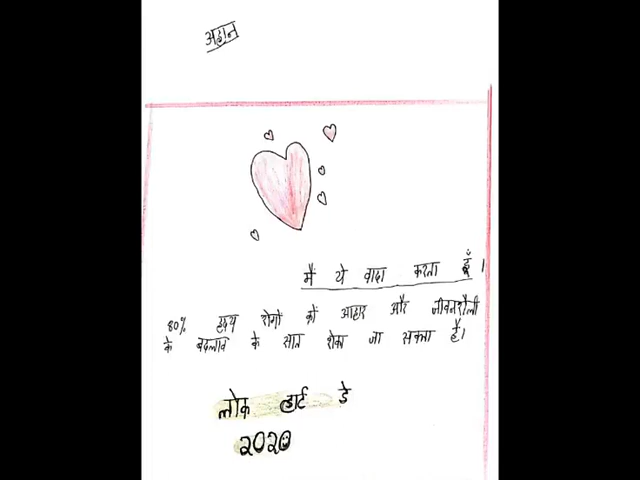 अहान
मैं ये वादा करता हूँ।
80% हृदय रोगों को आहार और जीवनशैली
के बदलाव के सात रोका जा सकता है।
लोक हार्ट डे
2020